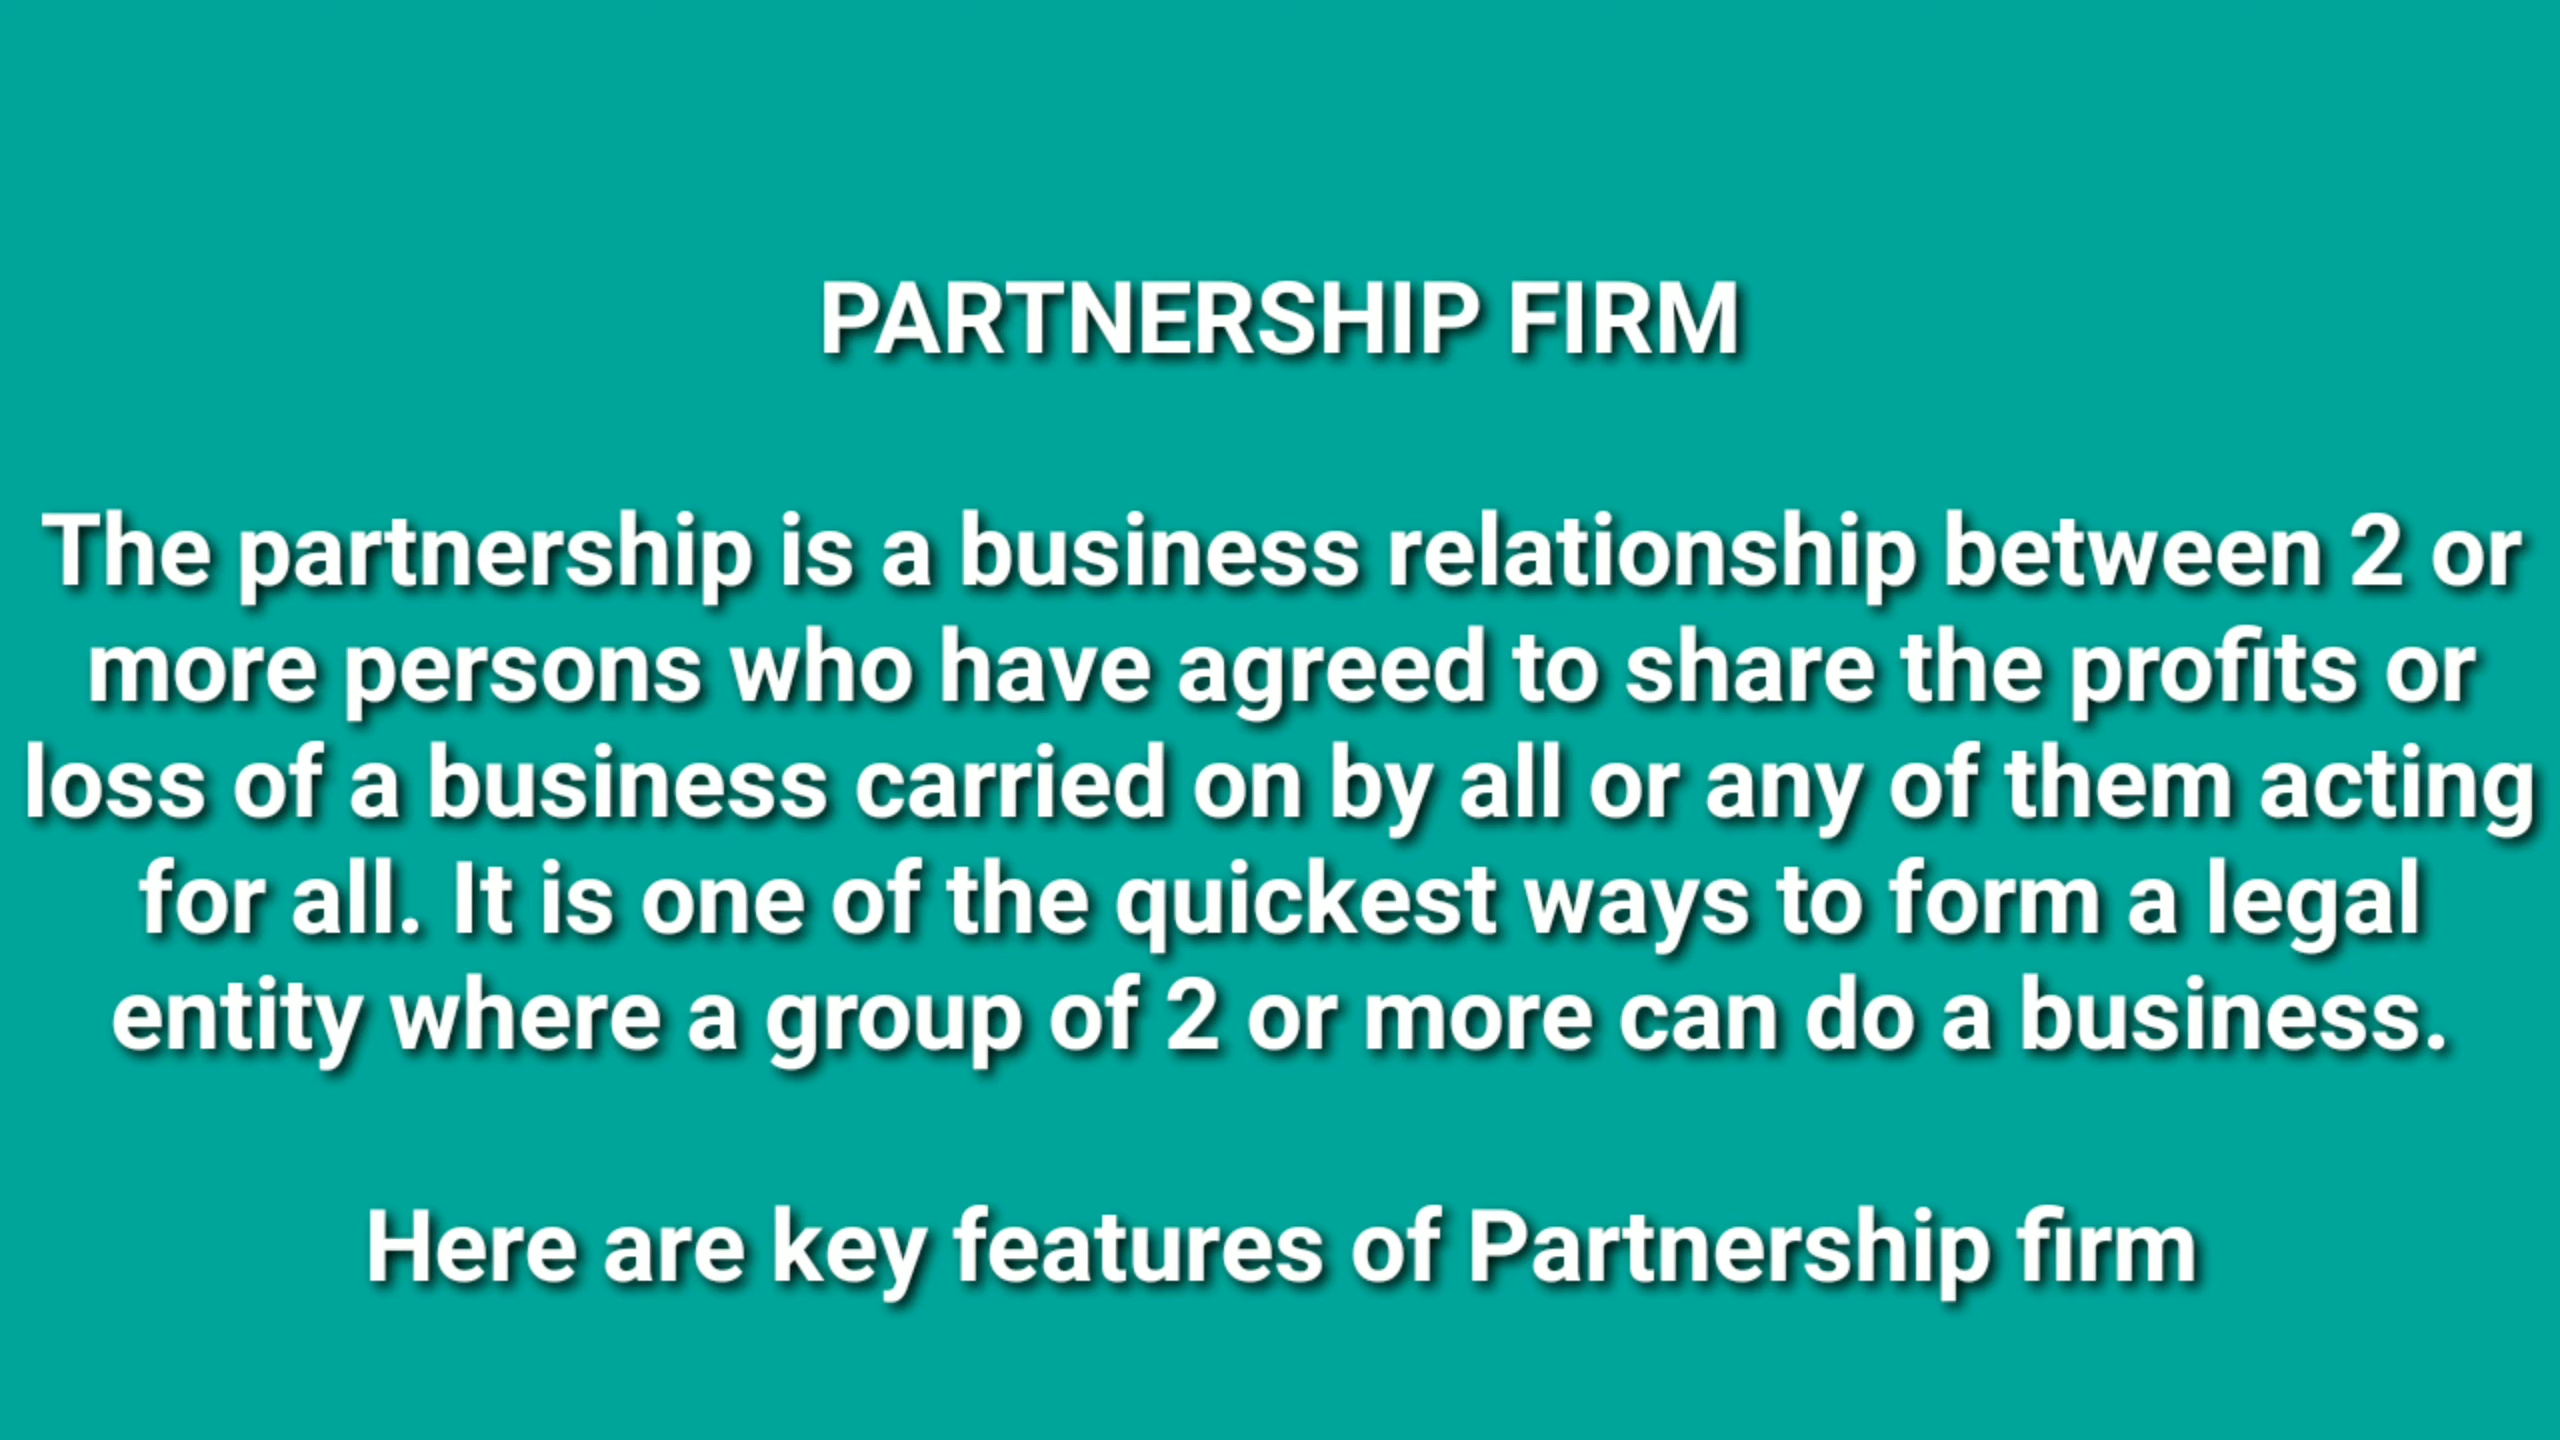 PARTNERSHIP FIRM
The partnership is a business relationship between 2 or
more persons who have agreed to share the profits or
loss of a business carried on by all or any of them acting
for all. It is one of the quickest ways to form a legal
entity where a group of 2 or more can do a business.
Here are key features of Partnership firm